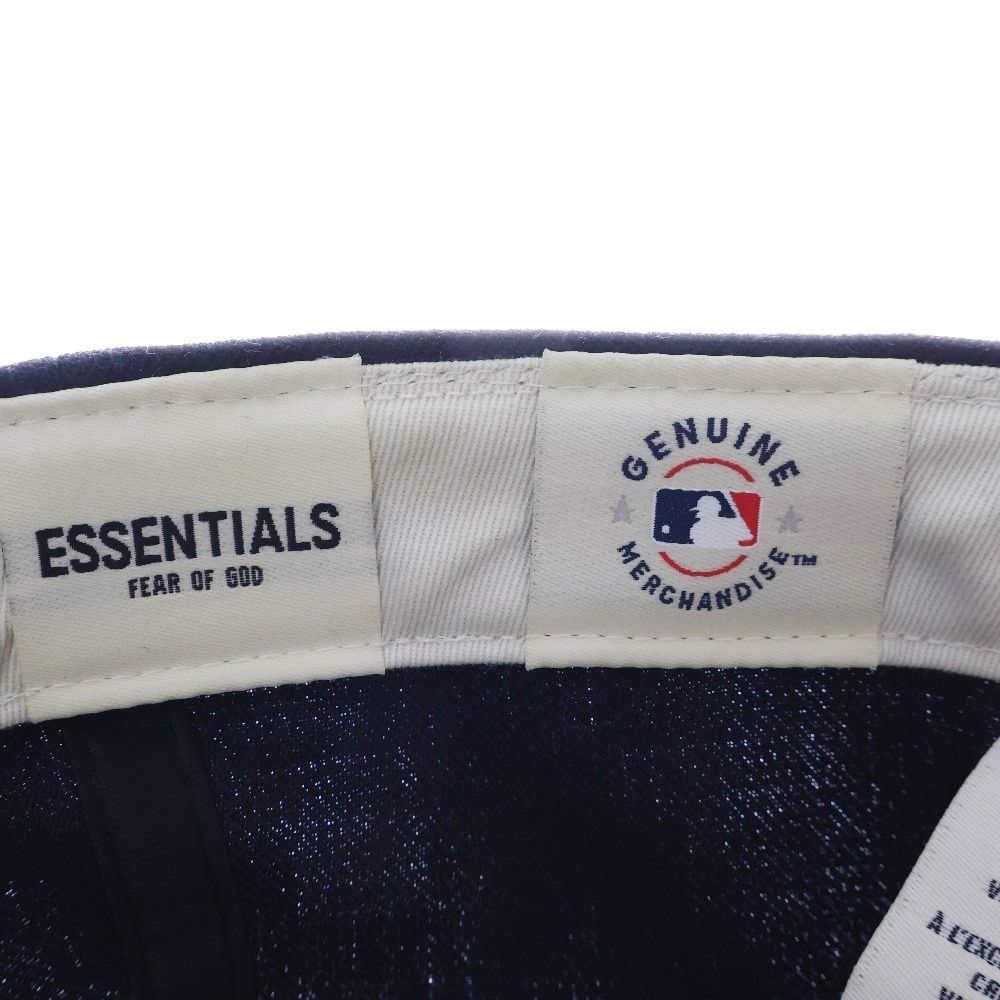 ESSENTIALS
FEAR OF GOD
GENUINE
MERCHANDISE™